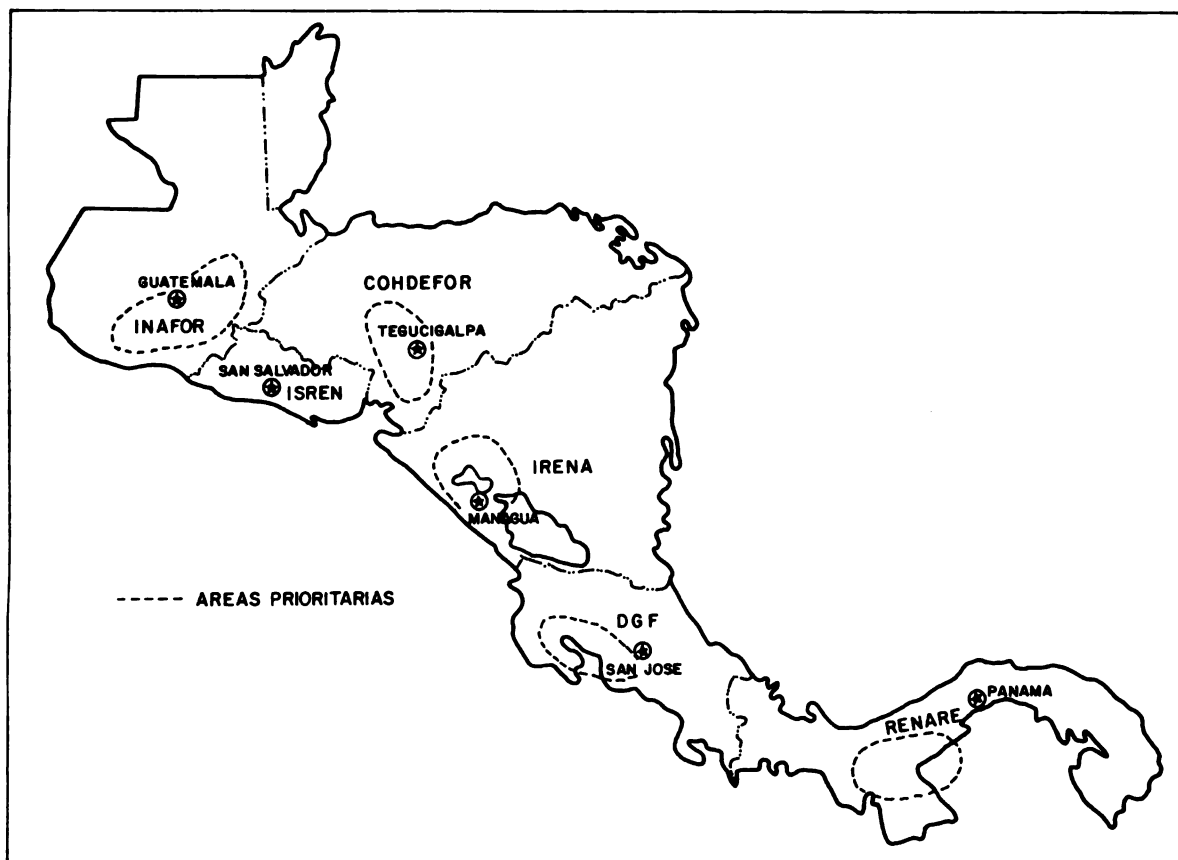 GUATEMALA
INAFOR
COHDEFOR
TEGUCIGALPA
SAN SALVADOR
ISREN
IRENA
MANAGUA
AREAS PRIORITARIAS
DGF
SAN JOSE
PANAMA
RENARE